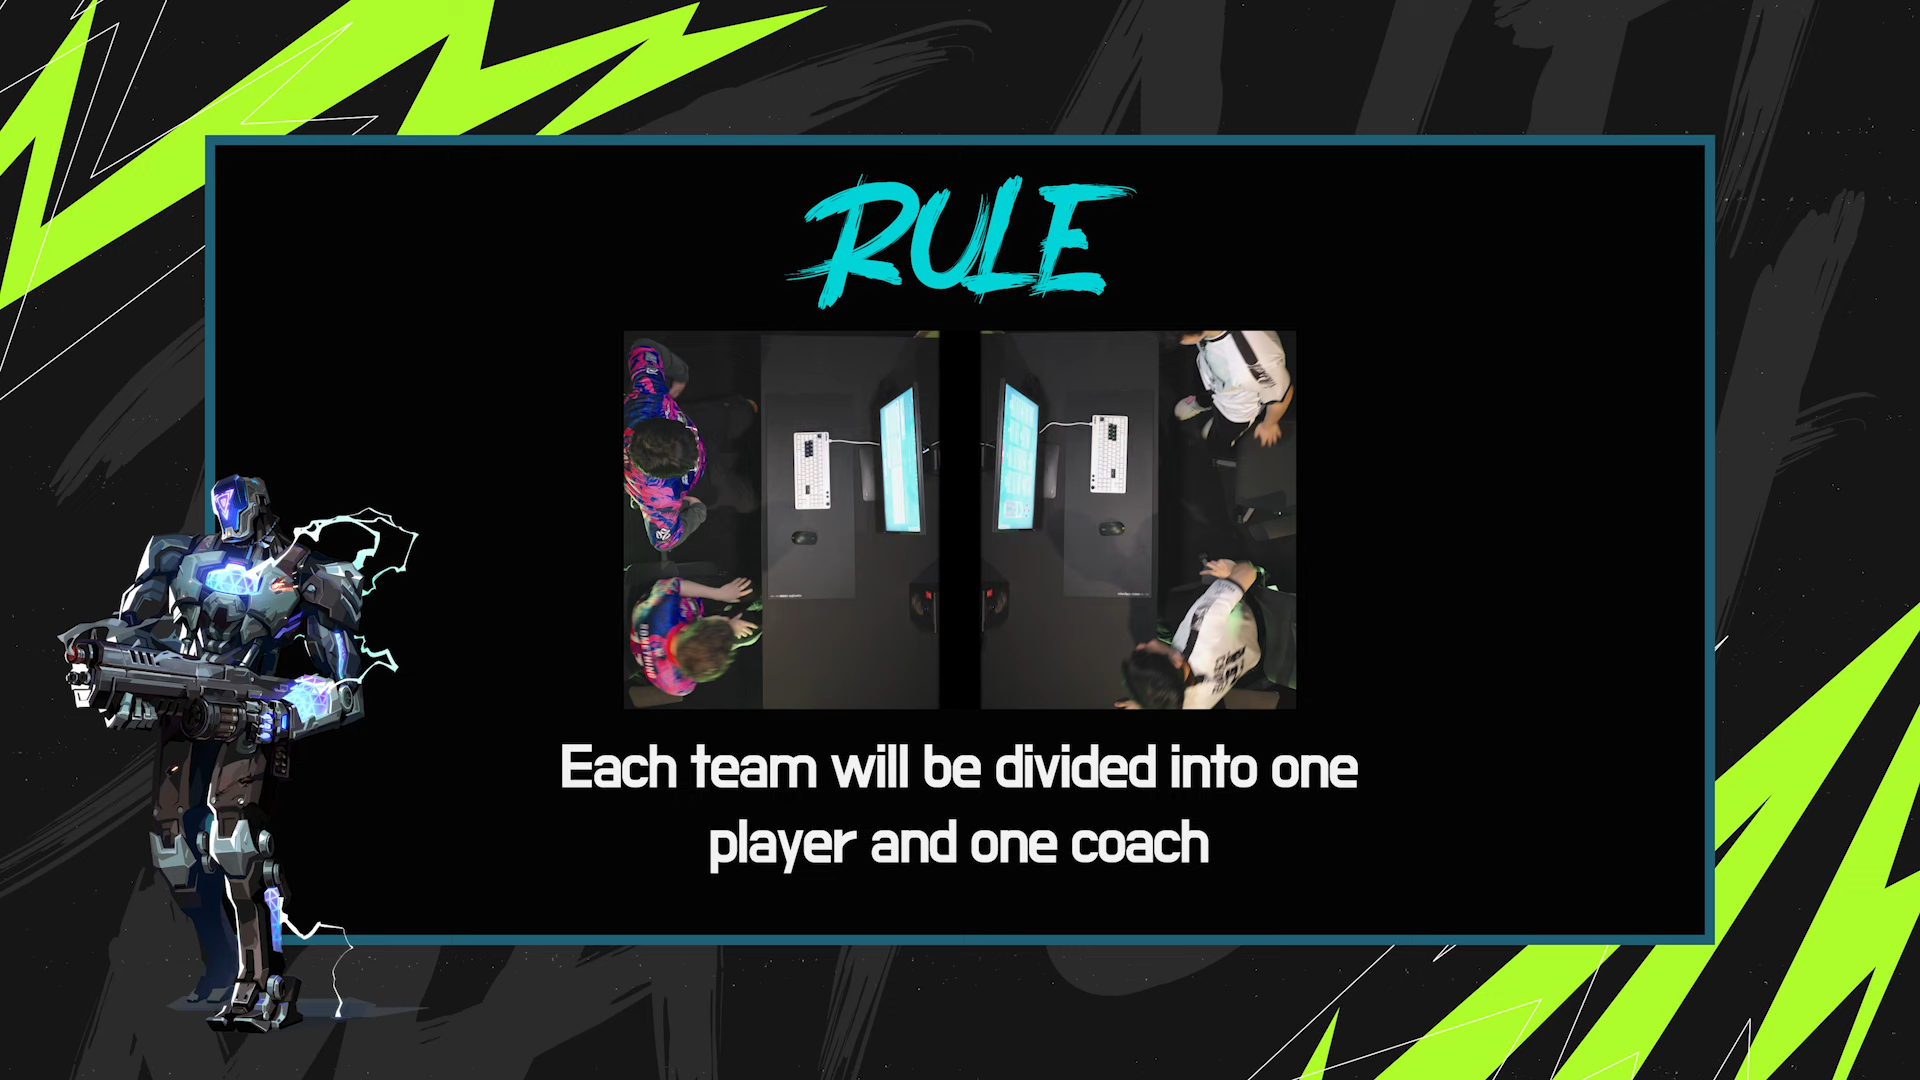 RULE
Each team will be divided into one
player and one coach